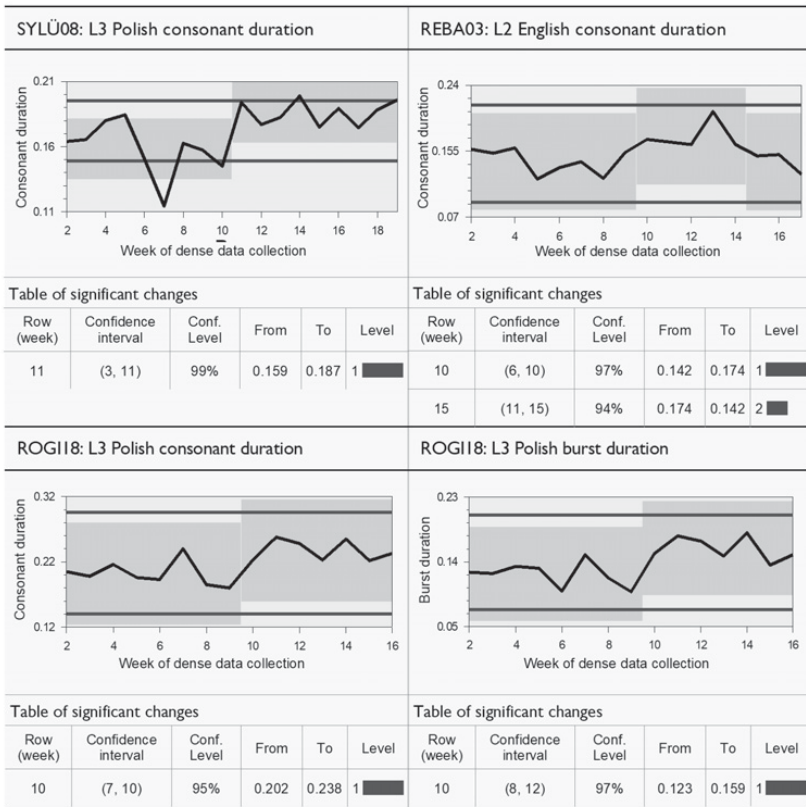 SYLÜ08: L3 Polish consonant duration
0.21
0.16
0.11
Consonant duration
2 4 6 8 10 12 14 16 18
Week of dense data collection
Table of significant changes
Row (week) Confidence interval Conf. Level From To Level
11 (3, 11) 99% 0.159 0.187 1
REBA03: L2 English consonant duration
0.24
0.155
0.07
Consonant duration
2 4 6 8 10 12 14 16
Week of dense data collection
Table of significant changes
Row (week) Confidence interval Conf. Level From To Level
10 (6, 10) 97% 0.142 0.174 1
15 (11, 15) 94% 0.174 0.142 2
ROGI18: L3 Polish consonant duration
0.32
0.22
0.12
Consonant duration
2 4 6 8 10 12 14 16
Week of dense data collection
Table of significant changes
Row (week) Confidence interval Conf. Level From To Level
10 (7, 10) 95% 0.202 0.238 1
ROGI18: L3 Polish burst duration
0.23
0.14
0.05
Burst duration
2 4 6 8 10 12 14 16
Week of dense data collection
Table of significant changes
Row (week) Confidence interval Conf. Level From To Level
10 (8, 12) 97% 0.123 0.159 1